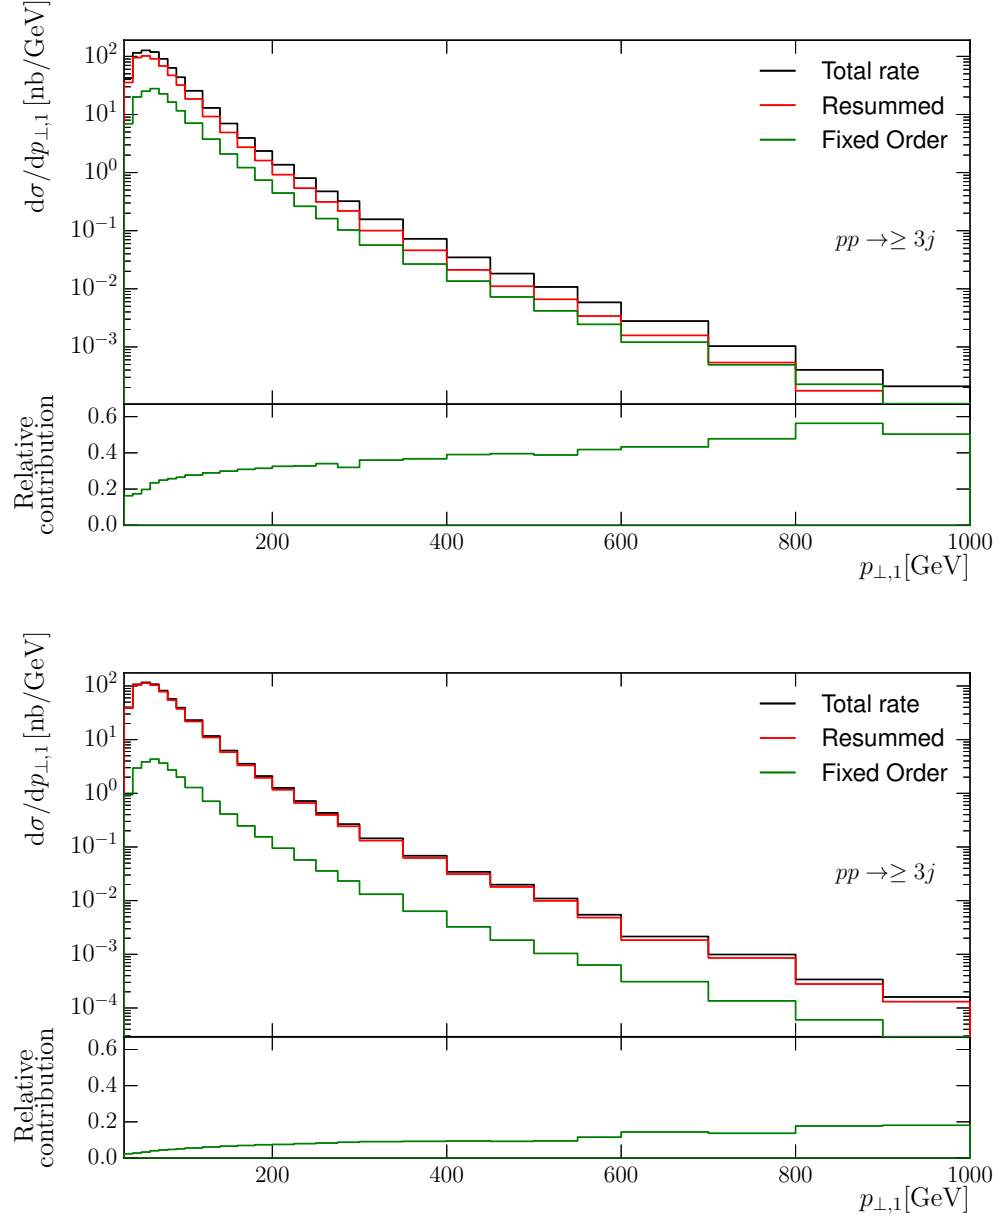 dσ/dp⊥,1 [nb/GeV]
10²
10¹
10⁰
10⁻¹
10⁻²
10⁻³
Total rate
Resummed
Fixed Order
pp →≥ 3j
Relative
contribution
0.6
0.4
0.2
0.0
200 400 600 800 1000
p⊥,1[GeV]
dσ/dp⊥,1 [nb/GeV]
10²
10¹
10⁰
10⁻¹
10⁻²
10⁻³
10⁻⁴
Total rate
Resummed
Fixed Order
pp →≥ 3j
Relative
contribution
0.6
0.4
0.2
0.0
200 400 600 800 1000
p⊥,1[GeV]